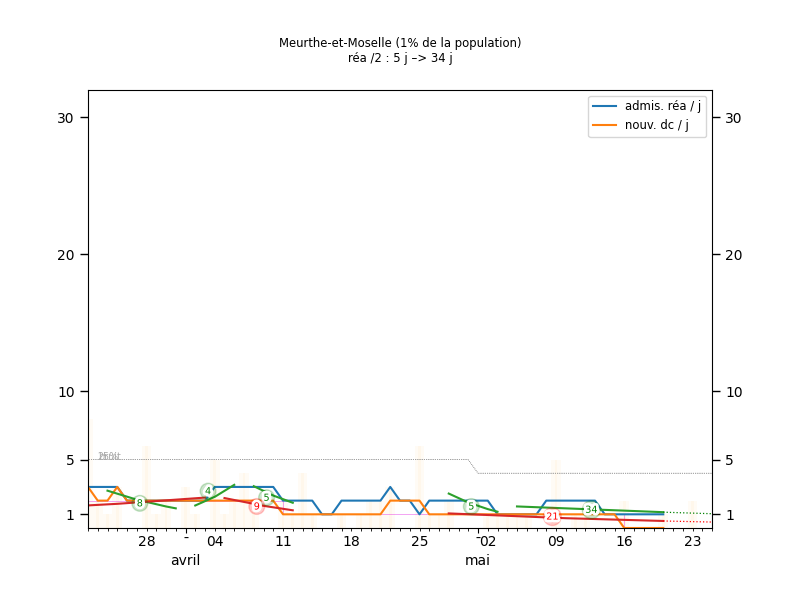 Meurthe-et-Moselle (1% de la population)
réa /2 : 5 j –> 34 j
admis. réa / j
nouv. dc / j
30 30
20 20
10 10
5 5
1 1
8 4 9 5 5 21 34
28 04 11 18 25 02 09 16 23
avril mai